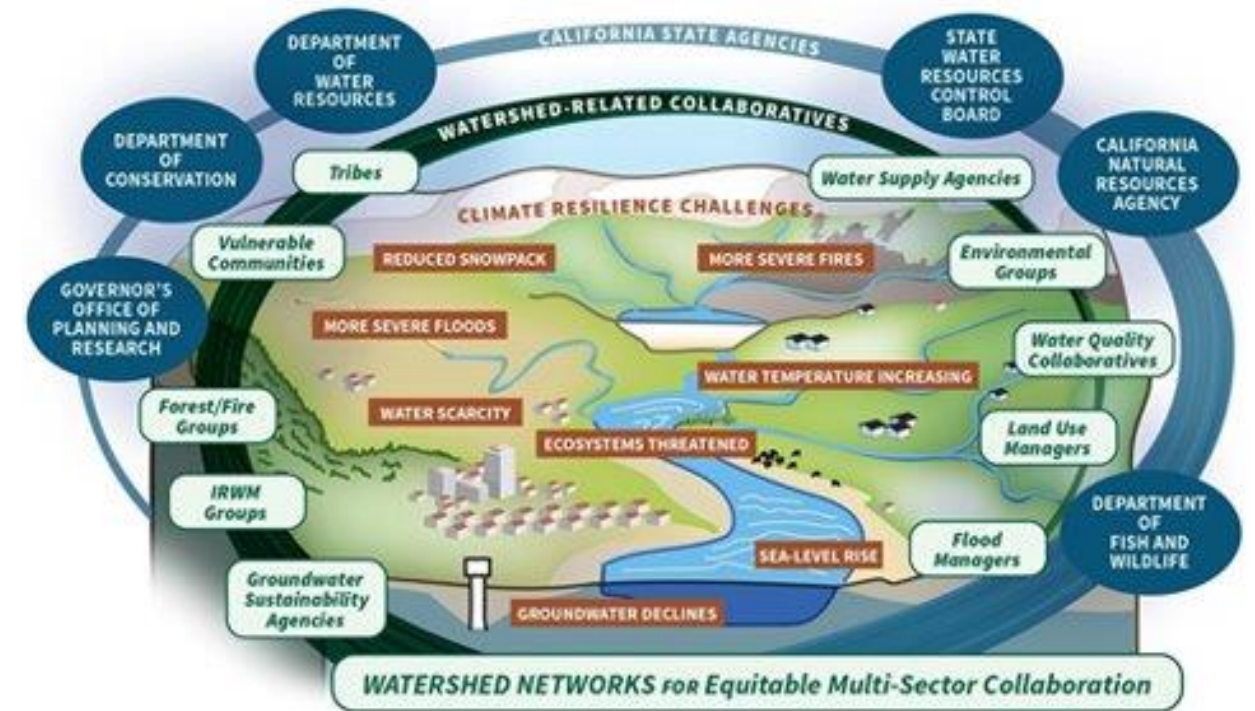 CALIFORNIA STATE AGENCIES
DEPARTMENT
OF
WATER
RESOURCES
STATE
WATER
RESOURCES
CONTROL
BOARD
DEPARTMENT
OF
CONSERVATION
CALIFORNIA
NATURAL
RESOURCES
AGENCY
GOVERNOR'S
OFFICE OF
PLANNING AND
RESEARCH
DEPARTMENT
OF
FISH AND
WILDLIFE
WATERSHED-RELATED COLLABORATIVES
Tribes
Water Supply Agencies
Vulnerable
Communities
Environmental
Groups
Water Quality
Collaboratives
Forest/Fire
Groups
Land Use
Managers
IRWM
Groups
Flood
Managers
Groundwater
Sustainability
Agencies
CLIMATE RESILIENCE CHALLENGES
REDUCED SNOWPACK
MORE SEVERE FIRES
MORE SEVERE FLOODS
WATER TEMPERATURE INCREASING
WATER SCARCITY
ECOSYSTEMS THREATENED
SEA-LEVEL RISE
GROUNDWATER DECLINES
WATERSHED NETWORKS FOR Equitable Multi-Sector Collaboration